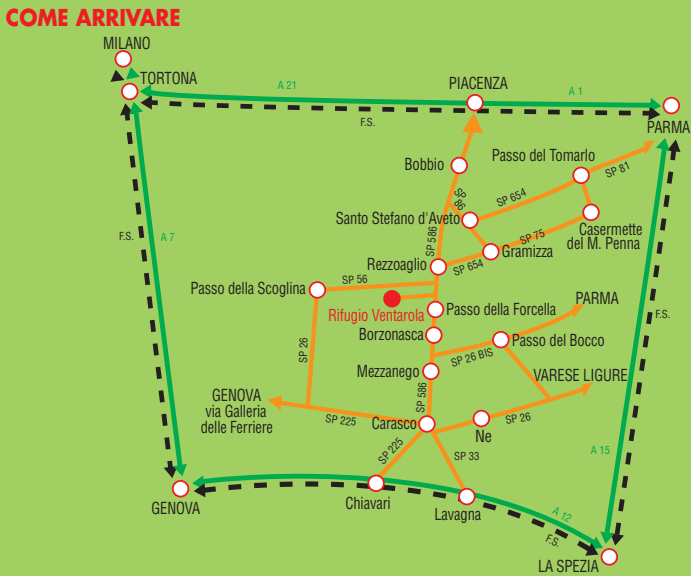 COME ARRIVARE
MILANO
TORTONA
A 21
PIACENZA
A 1
F.S.
PARMA
Bobbio
Passo del Tomarlo
SP 81
SP 654
SP 86
Santo Stefano d'Aveto
SP 586
SP 75
Casermette
del M. Penna
Gramizza
F.S.
A 7
Rezzoaglio
SP 654
SP 56
Passo della Scoglina
Rifugio Ventarola
Passo della Forcella
PARMA
F.S.
Borzonasca
SP 26
Passo del Bocco
SP 26 BIS
Mezzanego
VARESE LIGURE
GENOVA
via Galleria
delle Ferriere
SP 586
SP 225
Carasco
SP 26
Ne
SP 225
SP 33
A 15
GENOVA
Chiavari
Lavagna
A 12
F.S.
LA SPEZIA